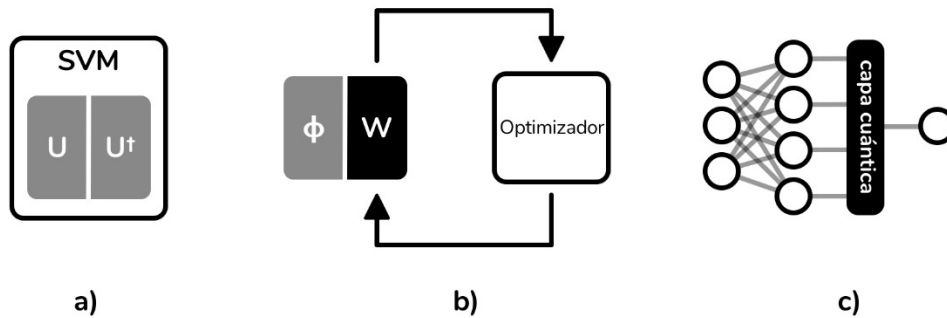 SVM
U U†
ϕ W
Optimizador
capa cuántica
a) b) c)